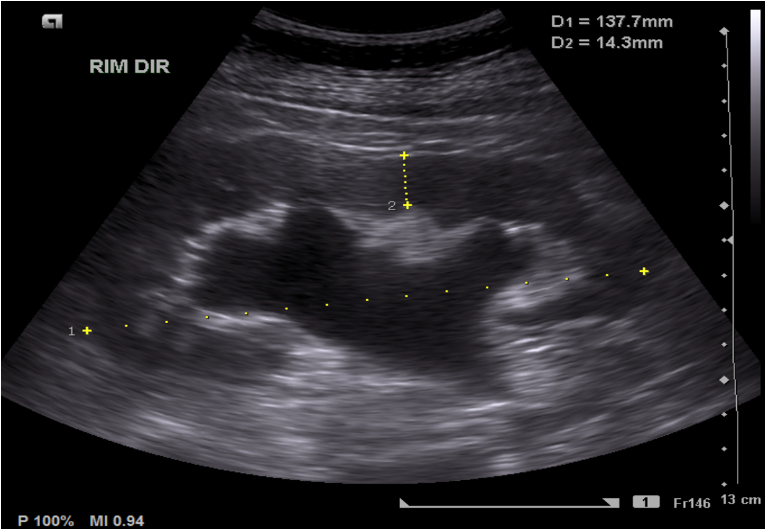 D1 = 137.7mm
D2 = 14.3mm
RIM DIR
2
1
1 Fr146 13 cm
P 100% MI 0.94